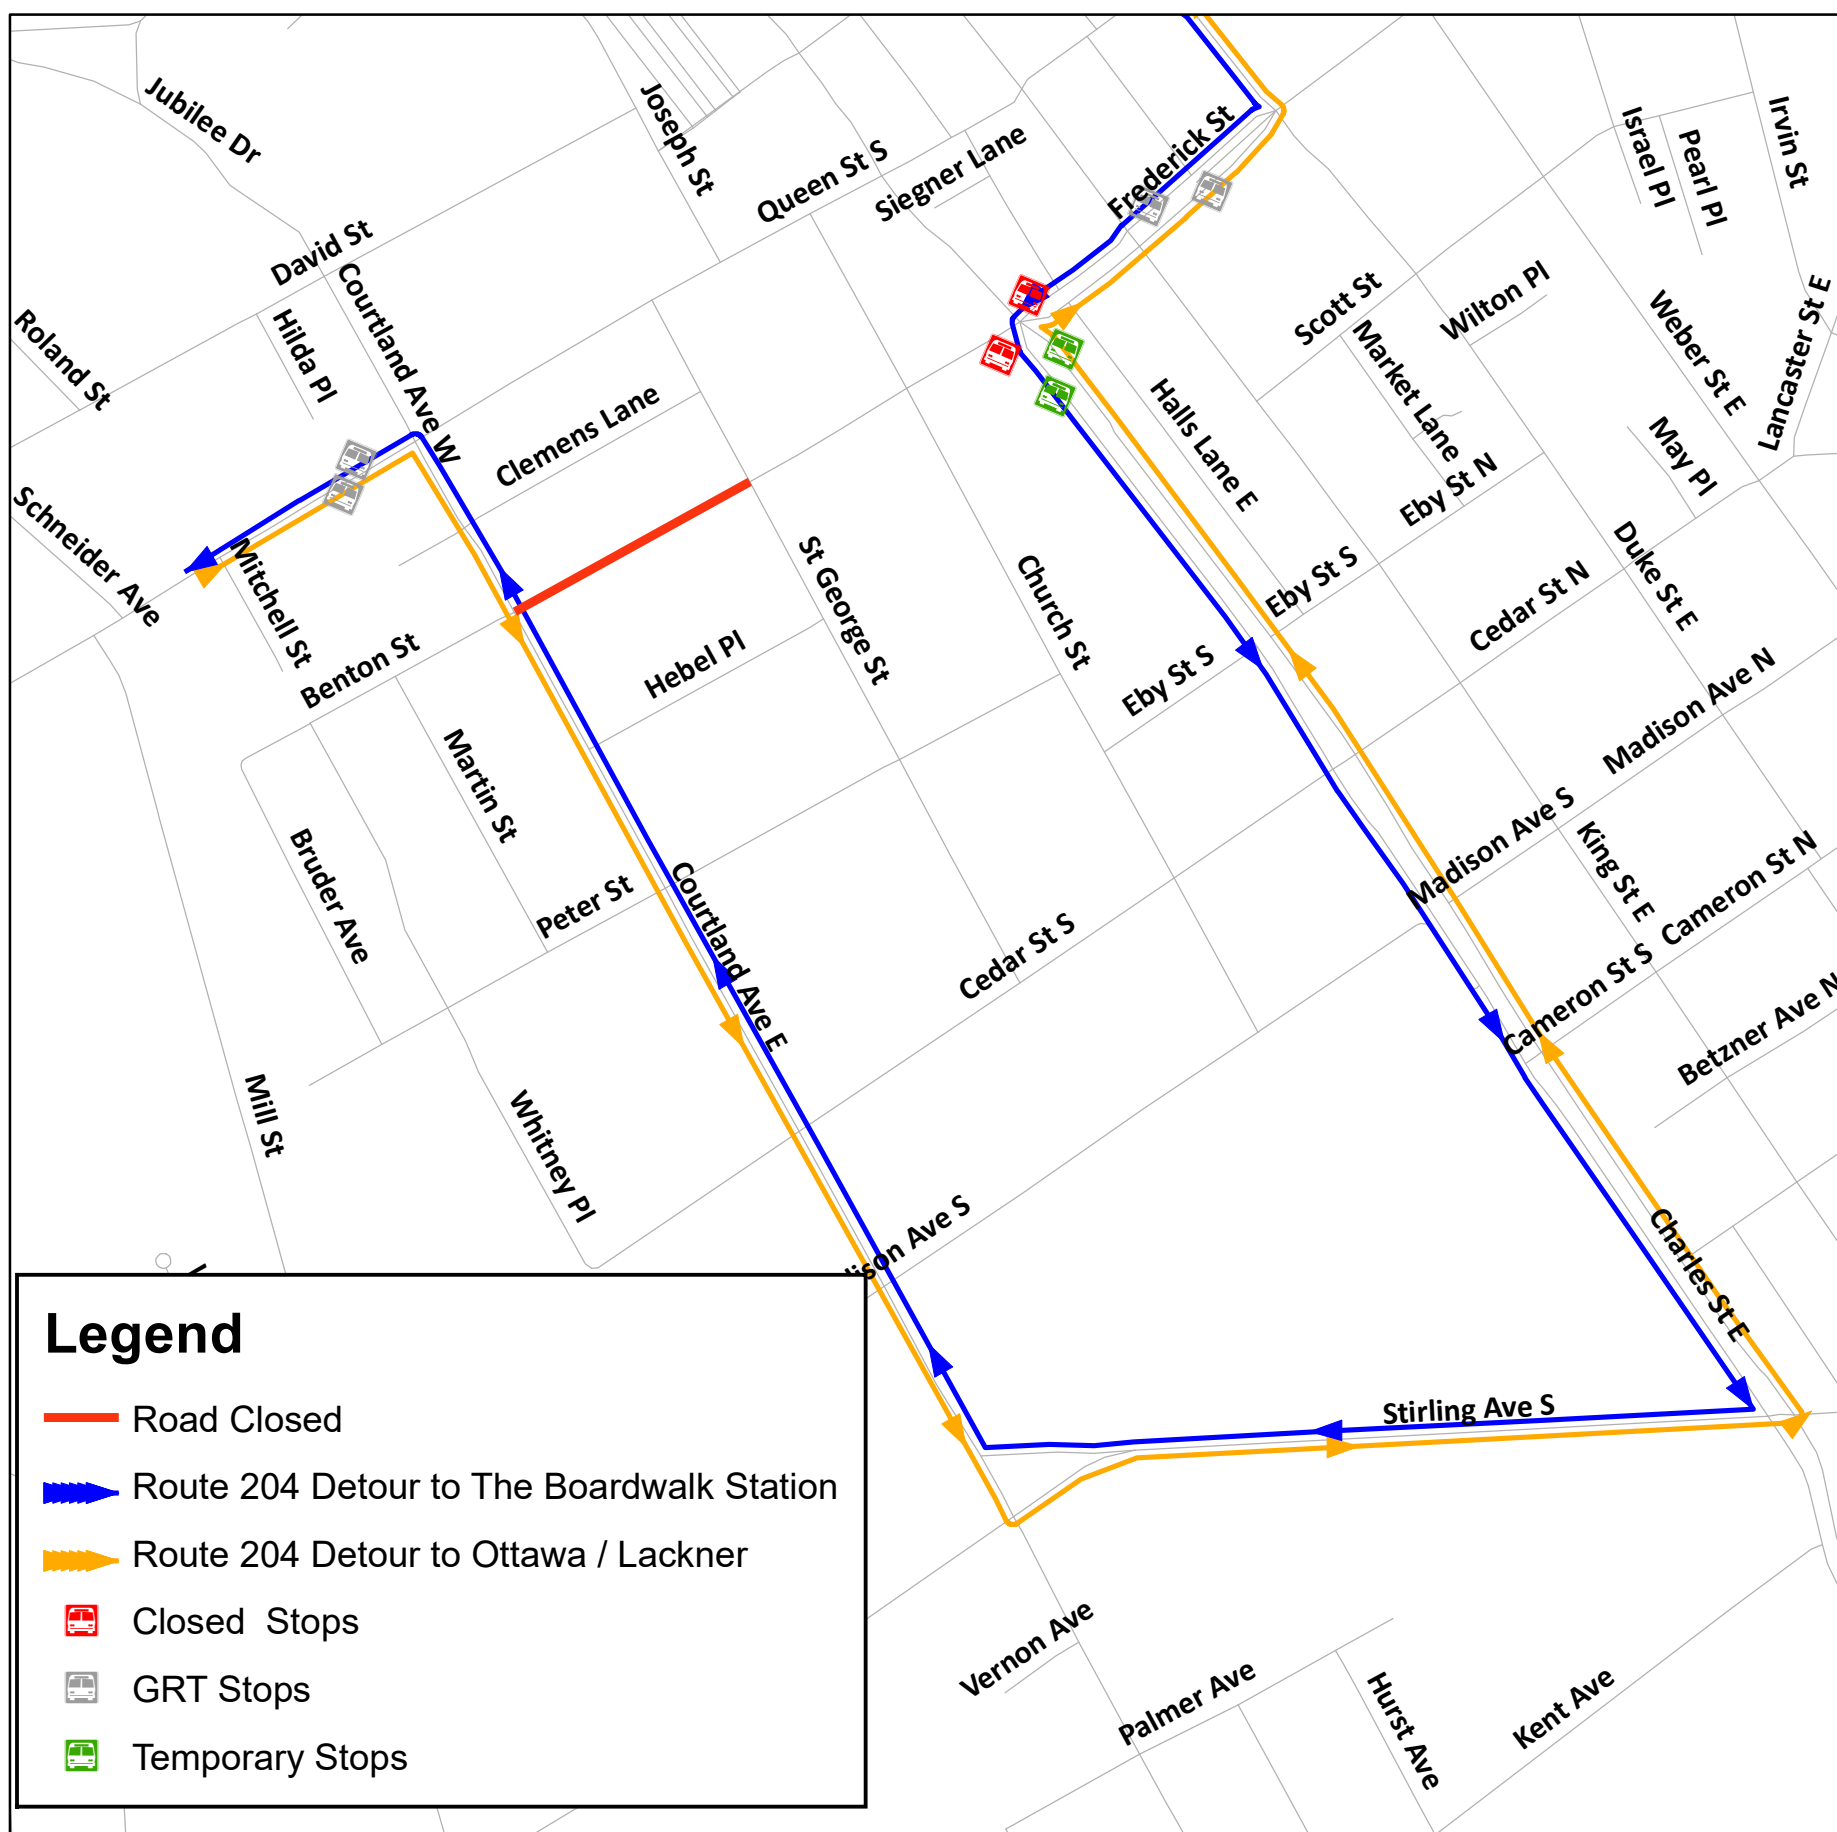 Jubilee Dr
Joseph St
Queen St S
Siegner Lane
Frederick St
Israel Pl
Pearl Pl
Irvin St
David St
Courtland Ave W
Hilda Pl
Roland St
Scott St
Wilton Pl
Market Lane
Weber St E
Lancaster St E
Clemens Lane
Halls Lane E
May Pl
Eby St N
Schneider Ave
Mitchell St
Benton St
Hebel Pl
St George St
Church St
Eby St S
Eby St S
Cedar St N
Duke St E
Madison Ave N
Martin St
Madison Ave S
King St E
Cameron St N
Bruder Ave
Peter St
Courtland Ave E
Cedar St S
Cameron St S
Betzner Ave N
Mill St
Whitney Pl
ison Ave S
Charles St E
Stirling Ave S
Vernon Ave
Palmer Ave
Hurst Ave
Kent Ave
Legend
Road Closed
Route 204 Detour to The Boardwalk Station
Route 204 Detour to Ottawa / Lackner
Closed  Stops
GRT Stops
Temporary Stops